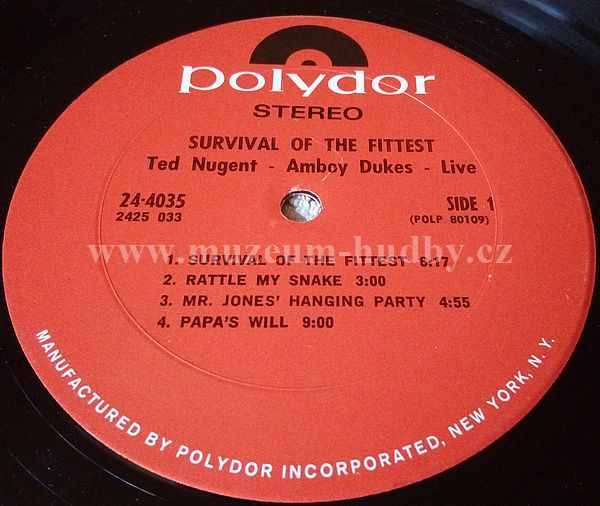 polydor
STEREO
SURVIVAL OF THE FITTEST
Ted Nugent - Amboy Dukes - Live
24-4035
2425 033
SIDE 1
(POLP 80109)
www.muzeum-hudby.cz
1. SURVIVAL OF THE FITTEST 6:17
2. RATTLE MY SNAKE 3:00
3. MR. JONES' HANGING PARTY 4:55
4. PAPA'S WILL 9:00
MANUFACTURED BY POLYDOR INCORPORATED, NEW YORK, N. Y.